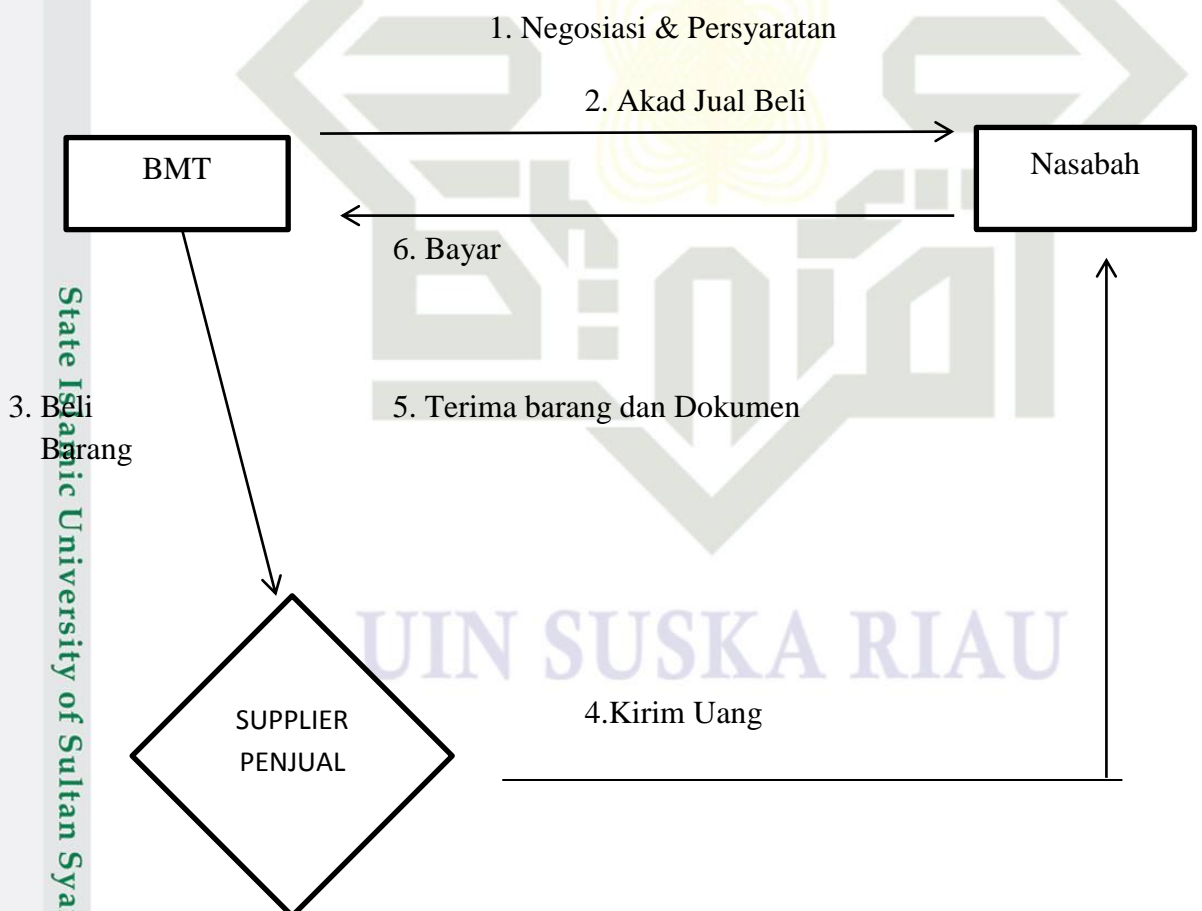 1. Negosiasi & Persyaratan
2. Akad Jual Beli
BMT
Nasabah
6. Bayar
3. Beli
Barang
5. Terima barang dan Dokumen
UIN SUSKA RIAU
4.Kirim Uang
SUPPLIER
PENJUAL
State Islamic University of Sultan Sya